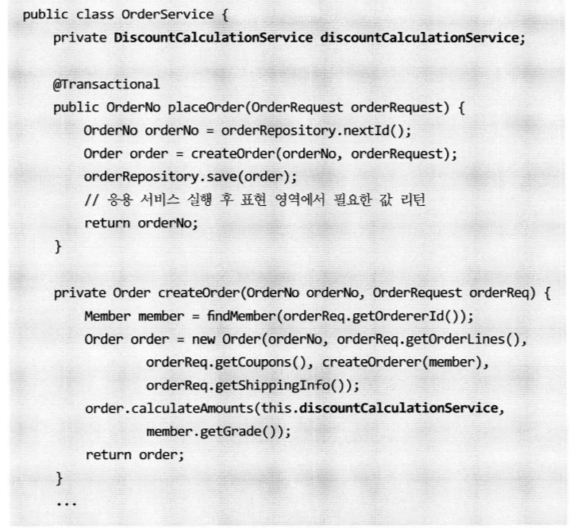 public class OrderService {
    private DiscountCalculationService discountCalculationService;

    @Transactional
    public OrderNo placeOrder(OrderRequest orderRequest) {
        OrderNo orderNo = orderRepository.nextId();
        Order order = createOrder(orderNo, orderRequest);
        orderRepository.save(order);
        // 응용 서비스 실행 후 표현 영역에서 필요한 값 리턴
        return orderNo;
    }

    private Order createOrder(OrderNo orderNo, OrderRequest orderReq) {
        Member member = findMember(orderReq.getOrdererId());
        Order order = new Order(orderNo, orderReq.getOrderLines(),
                orderReq.getCoupons(), createOrderer(member),
                orderReq.getShippingInfo());
        order.calculateAmounts(this.discountCalculationService,
                member.getGrade());
        return order;
    }
    ...